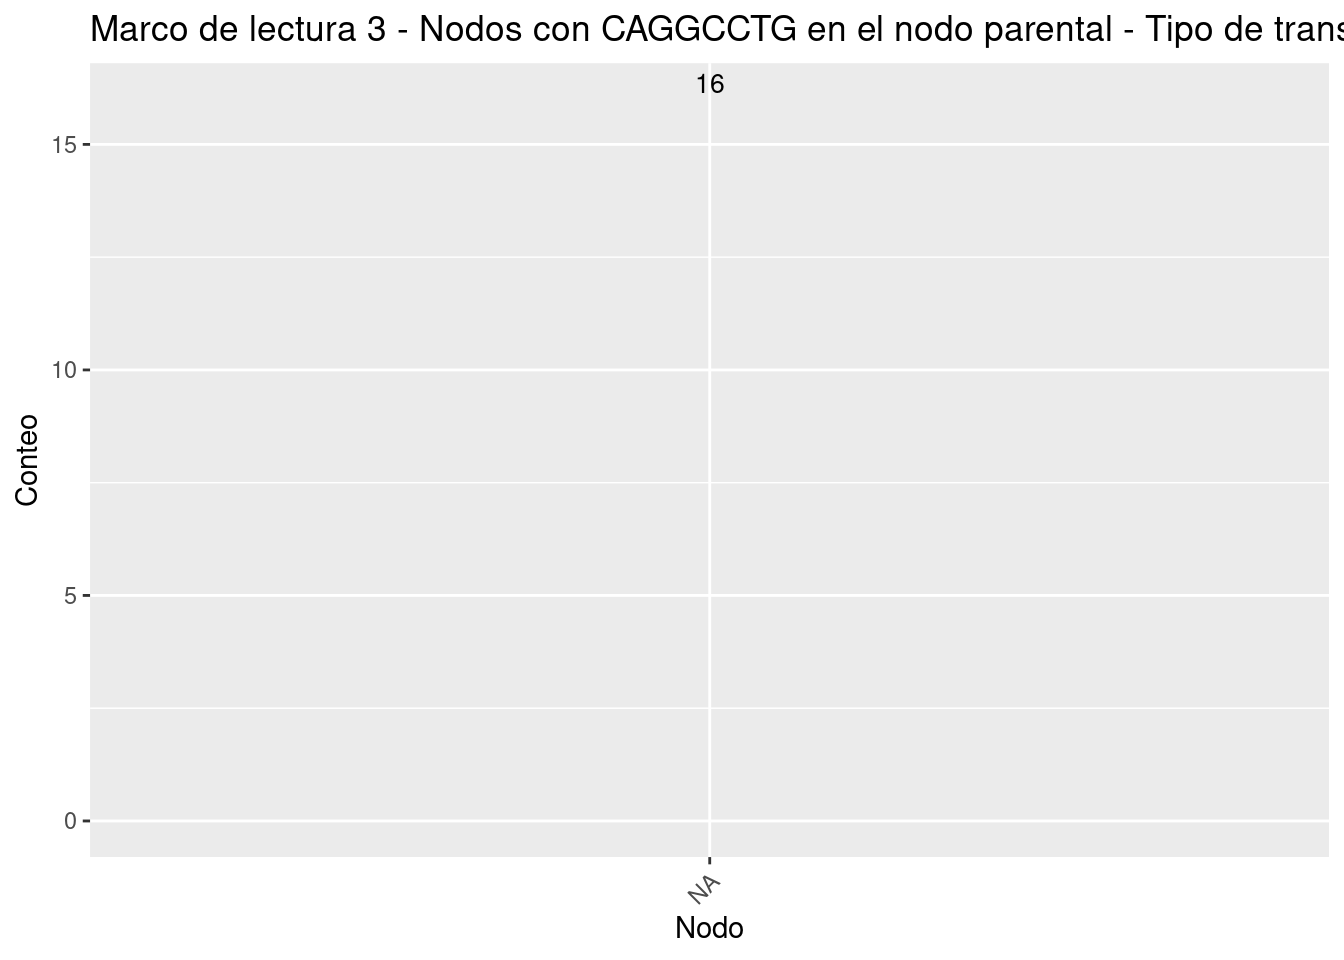 Marco de lectura 3 - Nodos con CAGGCCTG en el nodo parental - Tipo de trans
16
15
10
5
0
Conteo
NA
Nodo